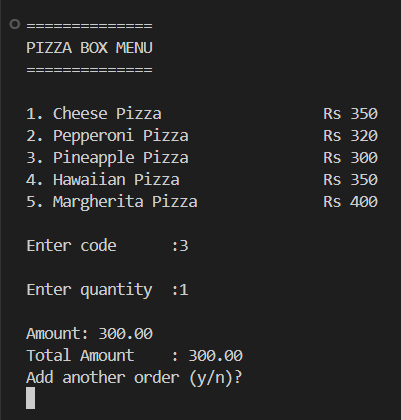 ==============
PIZZA BOX MENU
==============
1. Cheese Pizza Rs 350
2. Pepperoni Pizza Rs 320
3. Pineapple Pizza Rs 300
4. Hawaiian Pizza Rs 350
5. Margherita Pizza Rs 400
Enter code :3
Enter quantity :1
Amount: 300.00
Total Amount : 300.00
Add another order (y/n)?